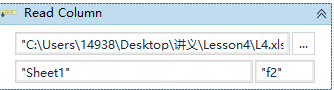 Read Column
"C:\Users\14938\Desktop\讲义\Lesson4\L4.xls ...
"Sheet1" "f2"